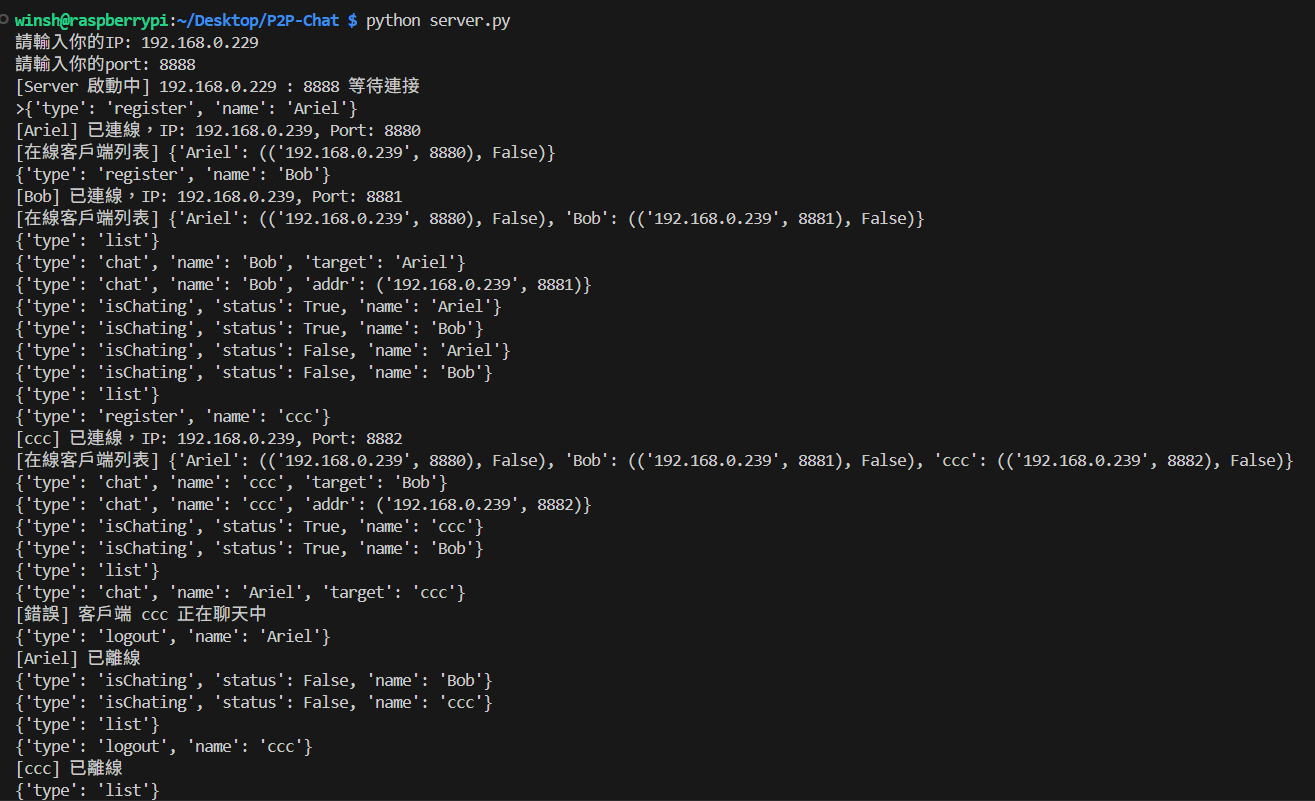 winsh@raspberrypi:~/Desktop/P2P-Chat $ python server.py
請輸入你的IP: 192.168.0.229
請輸入你的port: 8888
[Server 啟動中] 192.168.0.229 : 8888 等待連接
>{'type': 'register', 'name': 'Ariel'}
[Ariel] 已連線，IP: 192.168.0.239, Port: 8880
[在線客戶端列表] {'Ariel': (('192.168.0.239', 8880), False)}
{'type': 'register', 'name': 'Bob'}
[Bob] 已連線，IP: 192.168.0.239, Port: 8881
[在線客戶端列表] {'Ariel': (('192.168.0.239', 8880), False), 'Bob': (('192.168.0.239', 8881), False)}
{'type': 'list'}
{'type': 'chat', 'name': 'Bob', 'target': 'Ariel'}
{'type': 'chat', 'name': 'Bob', 'addr': ('192.168.0.239', 8881)}
{'type': 'isChating', 'status': True, 'name': 'Ariel'}
{'type': 'isChating', 'status': True, 'name': 'Bob'}
{'type': 'isChating', 'status': False, 'name': 'Ariel'}
{'type': 'isChating', 'status': False, 'name': 'Bob'}
{'type': 'list'}
{'type': 'register', 'name': 'ccc'}
[ccc] 已連線，IP: 192.168.0.239, Port: 8882
[在線客戶端列表] {'Ariel': (('192.168.0.239', 8880), False), 'Bob': (('192.168.0.239', 8881), False), 'ccc': (('192.168.0.239', 8882), False)}
{'type': 'chat', 'name': 'ccc', 'target': 'Bob'}
{'type': 'chat', 'name': 'ccc', 'addr': ('192.168.0.239', 8882)}
{'type': 'isChating', 'status': True, 'name': 'ccc'}
{'type': 'isChating', 'status': True, 'name': 'Bob'}
{'type': 'list'}
{'type': 'chat', 'name': 'Ariel', 'target': 'ccc'}
[錯誤] 客戶端 ccc 正在聊天中
{'type': 'logout', 'name': 'Ariel'}
[Ariel] 已離線
{'type': 'isChating', 'status': False, 'name': 'Bob'}
{'type': 'isChating', 'status': False, 'name': 'ccc'}
{'type': 'list'}
{'type': 'logout', 'name': 'ccc'}
[ccc] 已離線
{'type': 'list'}